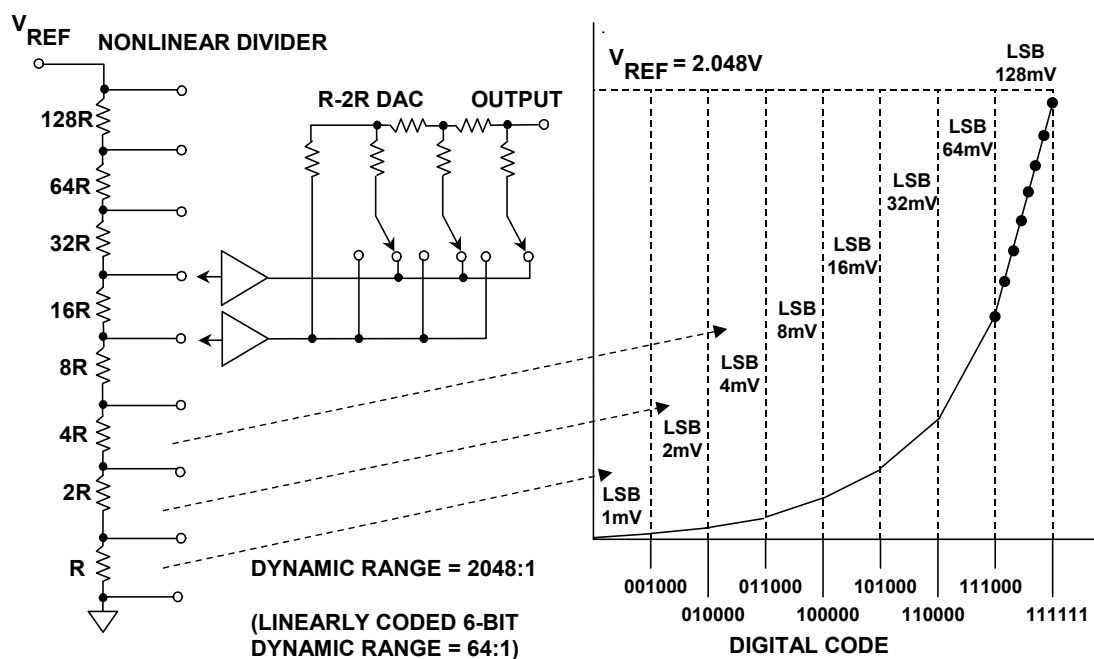 VREF
NONLINEAR DIVIDER
128R
64R
32R
16R
8R
4R
2R
R
R-2R DAC
OUTPUT
DYNAMIC RANGE = 2048:1
(LINEARLY CODED 6-BIT
DYNAMIC RANGE = 64:1)
VREF = 2.048V
LSB
128mV
LSB
64mV
LSB
32mV
LSB
16mV
LSB
8mV
LSB
4mV
LSB
2mV
LSB
1mV
001000
010000
011000
100000
101000
110000
111000
111111
DIGITAL CODE